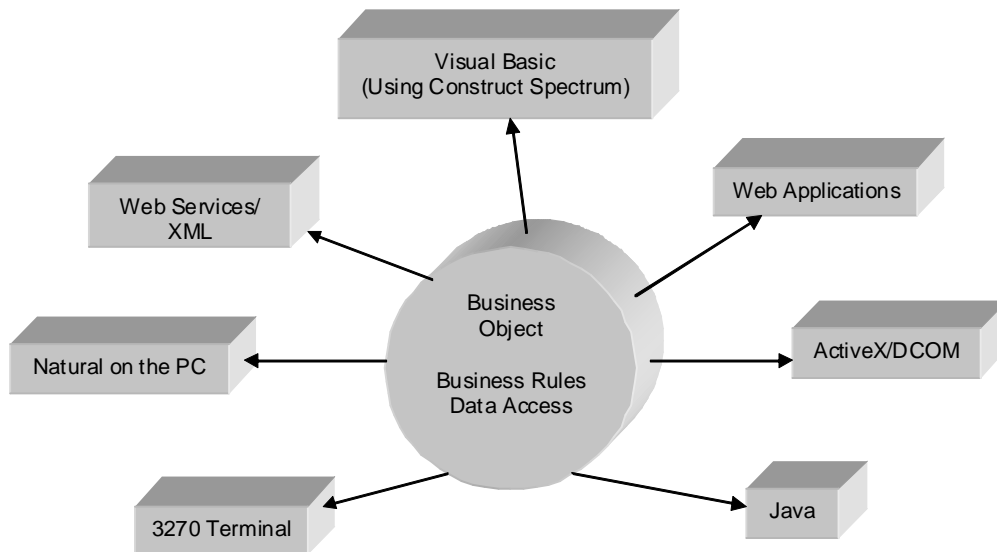 Visual Basic
(Using Construct Spectrum)
Web Applications
Web Services/
XML
Business
Object
Business Rules
Data Access
Natural on the PC
ActiveX/DCOM
3270 Terminal
Java